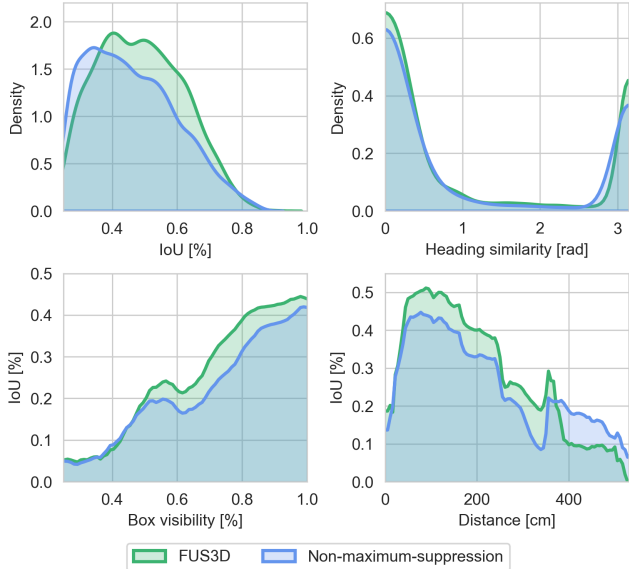 Density
2.0
1.5
1.0
0.5
0.0
0.4 0.6 0.8 1.0
IoU [%]
Density
0.6
0.4
0.2
0.0
0 1 2 3
Heading similarity [rad]
IoU [%]
0.5
0.4
0.3
0.2
0.1
0.0
0.4 0.6 0.8 1.0
Box visibility [%]
IoU [%]
0.5
0.4
0.3
0.2
0.1
0.0
0 200 400
Distance [cm]
FUS3D Non-maximum-suppression